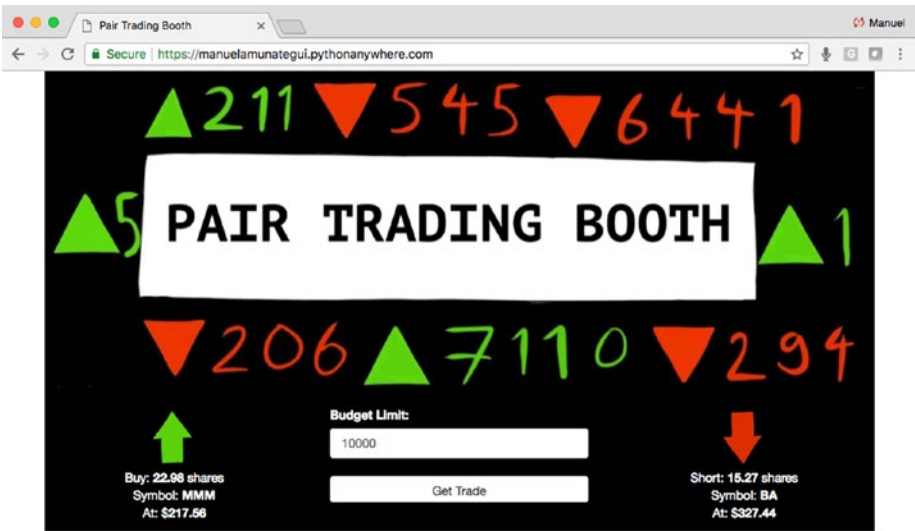 Pair Trading Booth
Manuel
Secure https://manuelamunategui.pythonanywhere.com
211 545 6441
5 PAIR TRADING BOOTH 1
206 7110 294
Budget Limit:
10000
Get Trade
Buy: 22.98 shares
Symbol: MMM
At: $217.56
Short: 15.27 shares
Symbol: BA
At: $327.44